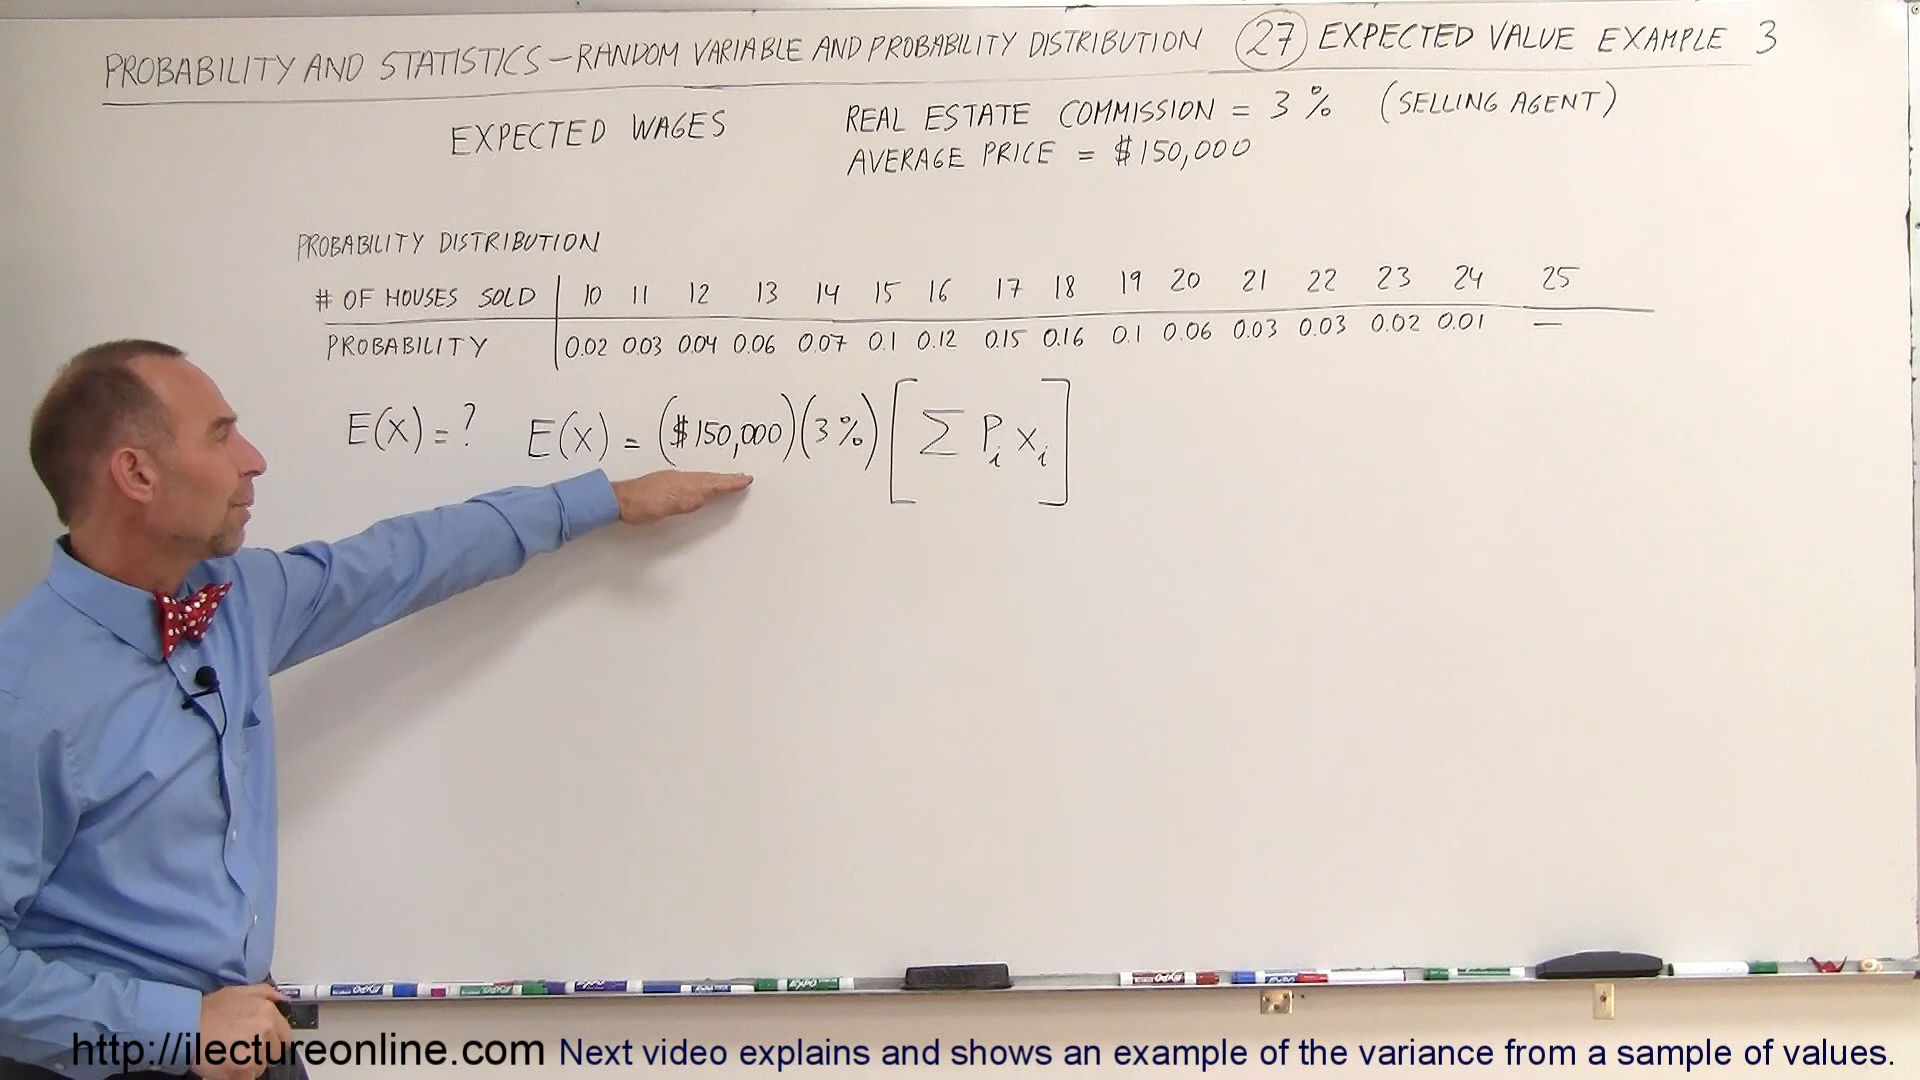 PROBABILITY AND STATISTICS - RANDOM VARIABLE AND PROBABILITY DISTRIBUTION 27 EXPECTED VALUE EXAMPLE 3
EXPECTED WAGES
REAL ESTATE COMMISSION = 3% (SELLING AGENT)
AVERAGE PRICE = $150,000
PROBABILITY DISTRIBUTION
# OF HOUSES SOLD 10 11 12 13 14 15 16 17 18 19 20 21 22 23 24 25
PROBABILITY 0.02 0.03 0.04 0.06 0.07 0.1 0.12 0.15 0.16 0.1 0.06 0.03 0.03 0.02 0.01 —
E(X) = ? E(X) = ($150,000)(3%)[∑ Pᵢ xᵢ]
http://ilectureonline.com Next video explains and shows an example of the variance from a sample of values.